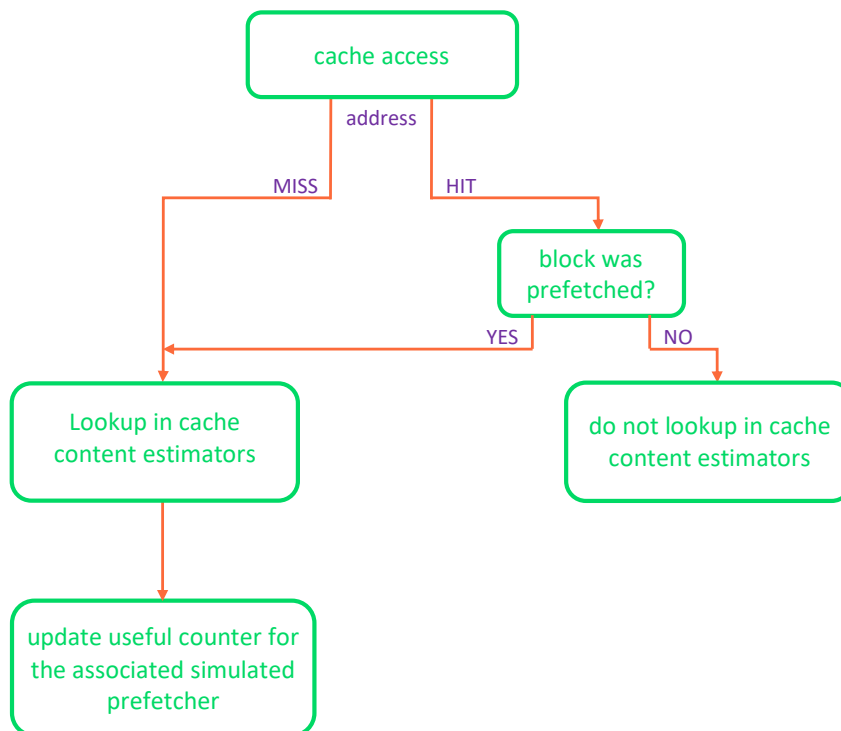 cache access
address
MISS
HIT
block was
prefetched?
YES
NO
Lookup in cache
content estimators
do not lookup in cache
content estimators
update useful counter for
the associated simulated
prefetcher